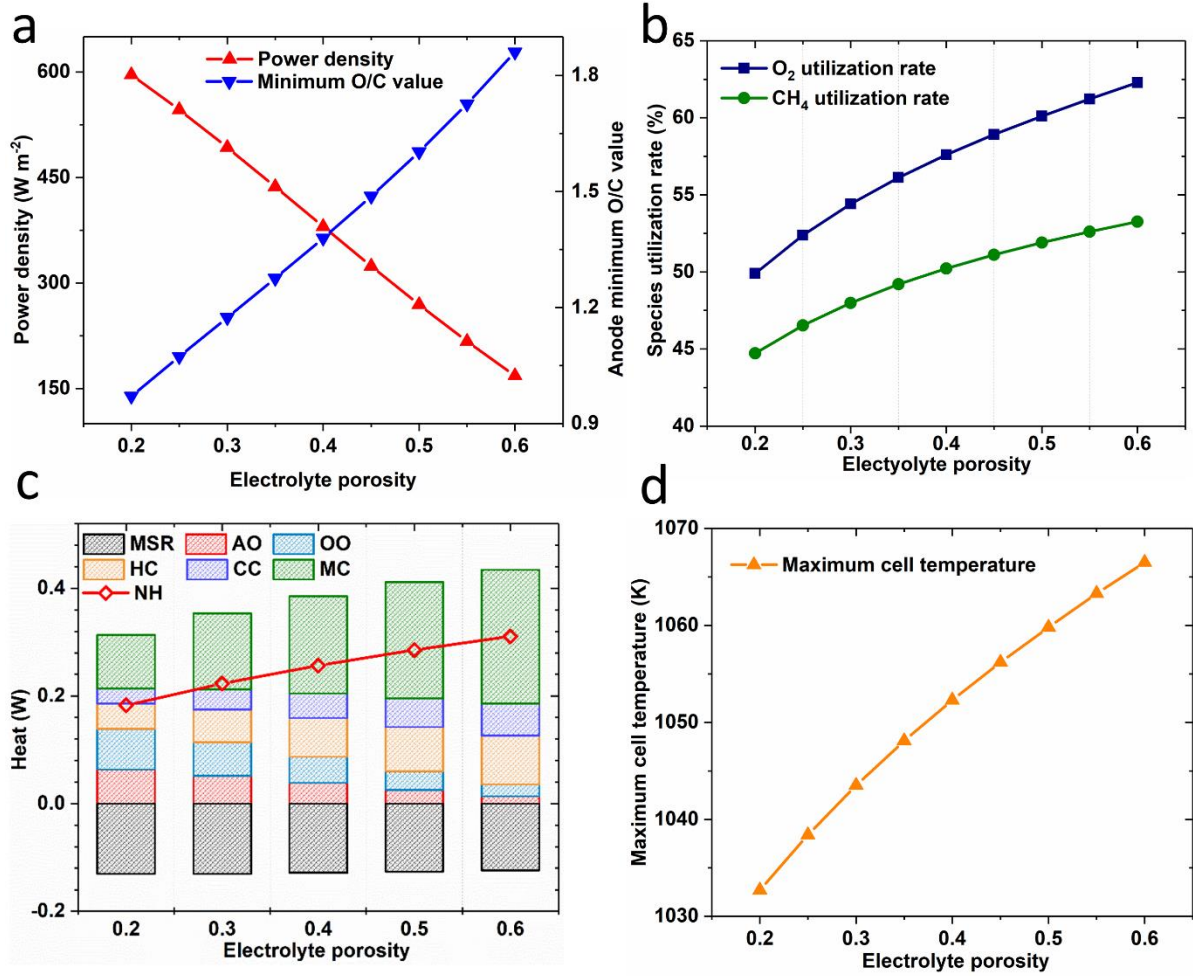 a
Power density
Minimum O/C value
Power density (W m⁻²)
600
450
300
150
1.8
1.5
1.2
0.9
Anode minimum O/C value
0.2 0.3 0.4 0.5 0.6
Electrolyte porosity
b
O₂ utilization rate
CH₄ utilization rate
Species utilization rate (%)
65
60
55
50
45
40
0.2 0.3 0.4 0.5 0.6
Electyolyte porosity
c
MSR AO OO
HC CC MC
NH
Heat (W)
0.4
0.2
0.0
-0.2
0.2 0.3 0.4 0.5 0.6
Electrolyte porosity
d
Maximum cell temperature
Maximum cell temperature (K)
1070
1060
1050
1040
1030
0.2 0.3 0.4 0.5 0.6
Electrolyte porosity